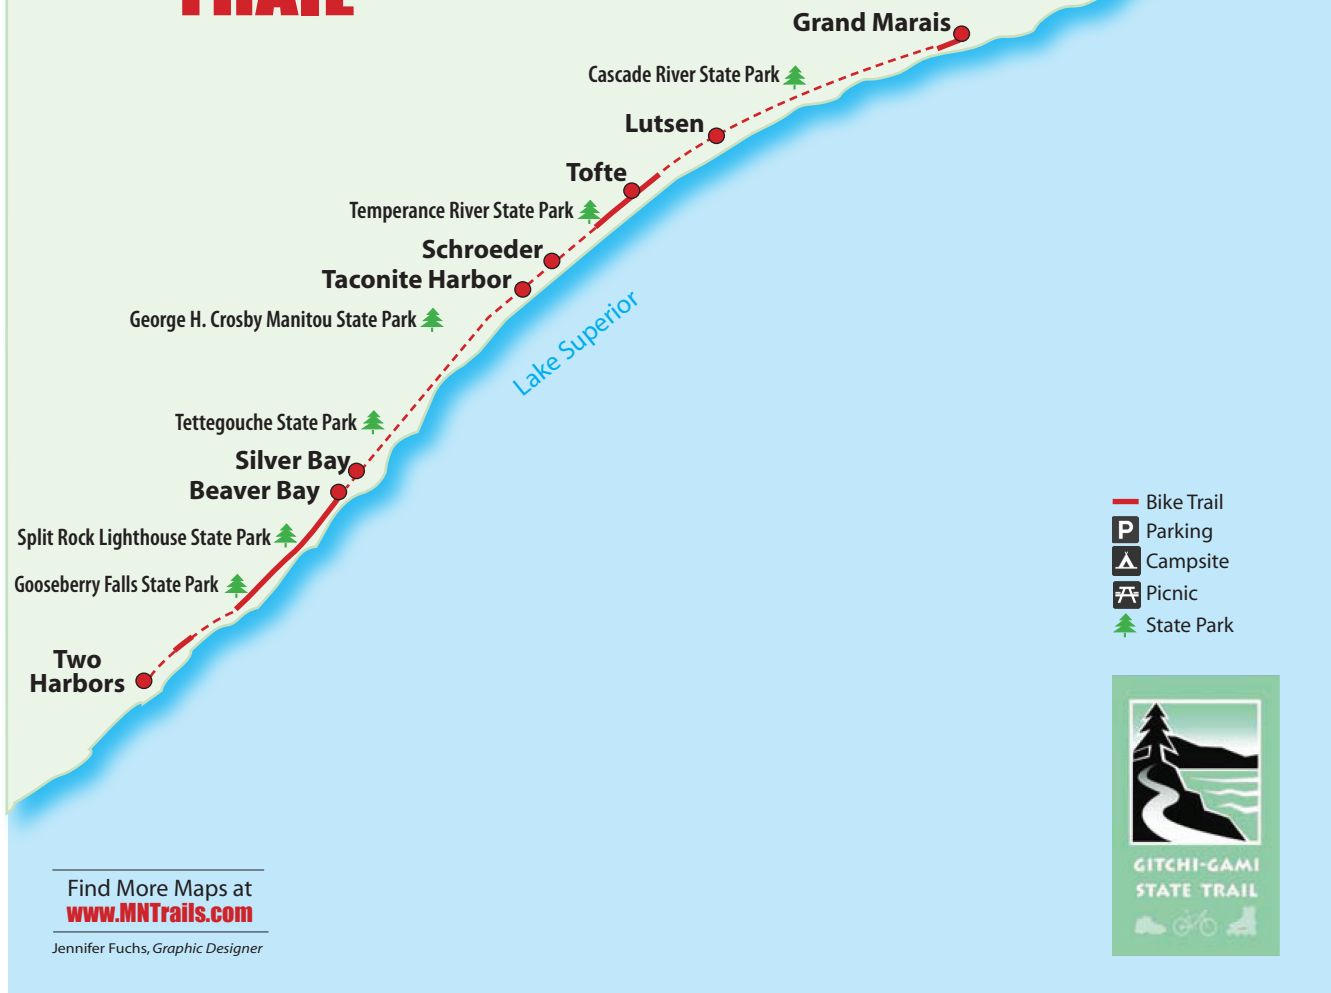 TRAIL
Grand Marais
Cascade River State Park
Lutsen
Tofte
Temperance River State Park
Schroeder
Taconite Harbor
George H. Crosby Manitou State Park
Lake Superior
Tettegouche State Park
Silver Bay
Beaver Bay
Split Rock Lighthouse State Park
Gooseberry Falls State Park
Two
Harbors
Bike Trail
P Parking
Campsite
Picnic
State Park
GITCHI-GAMI
STATE TRAIL
Find More Maps at
www.MNTrails.com
Jennifer Fuchs, Graphic Designer